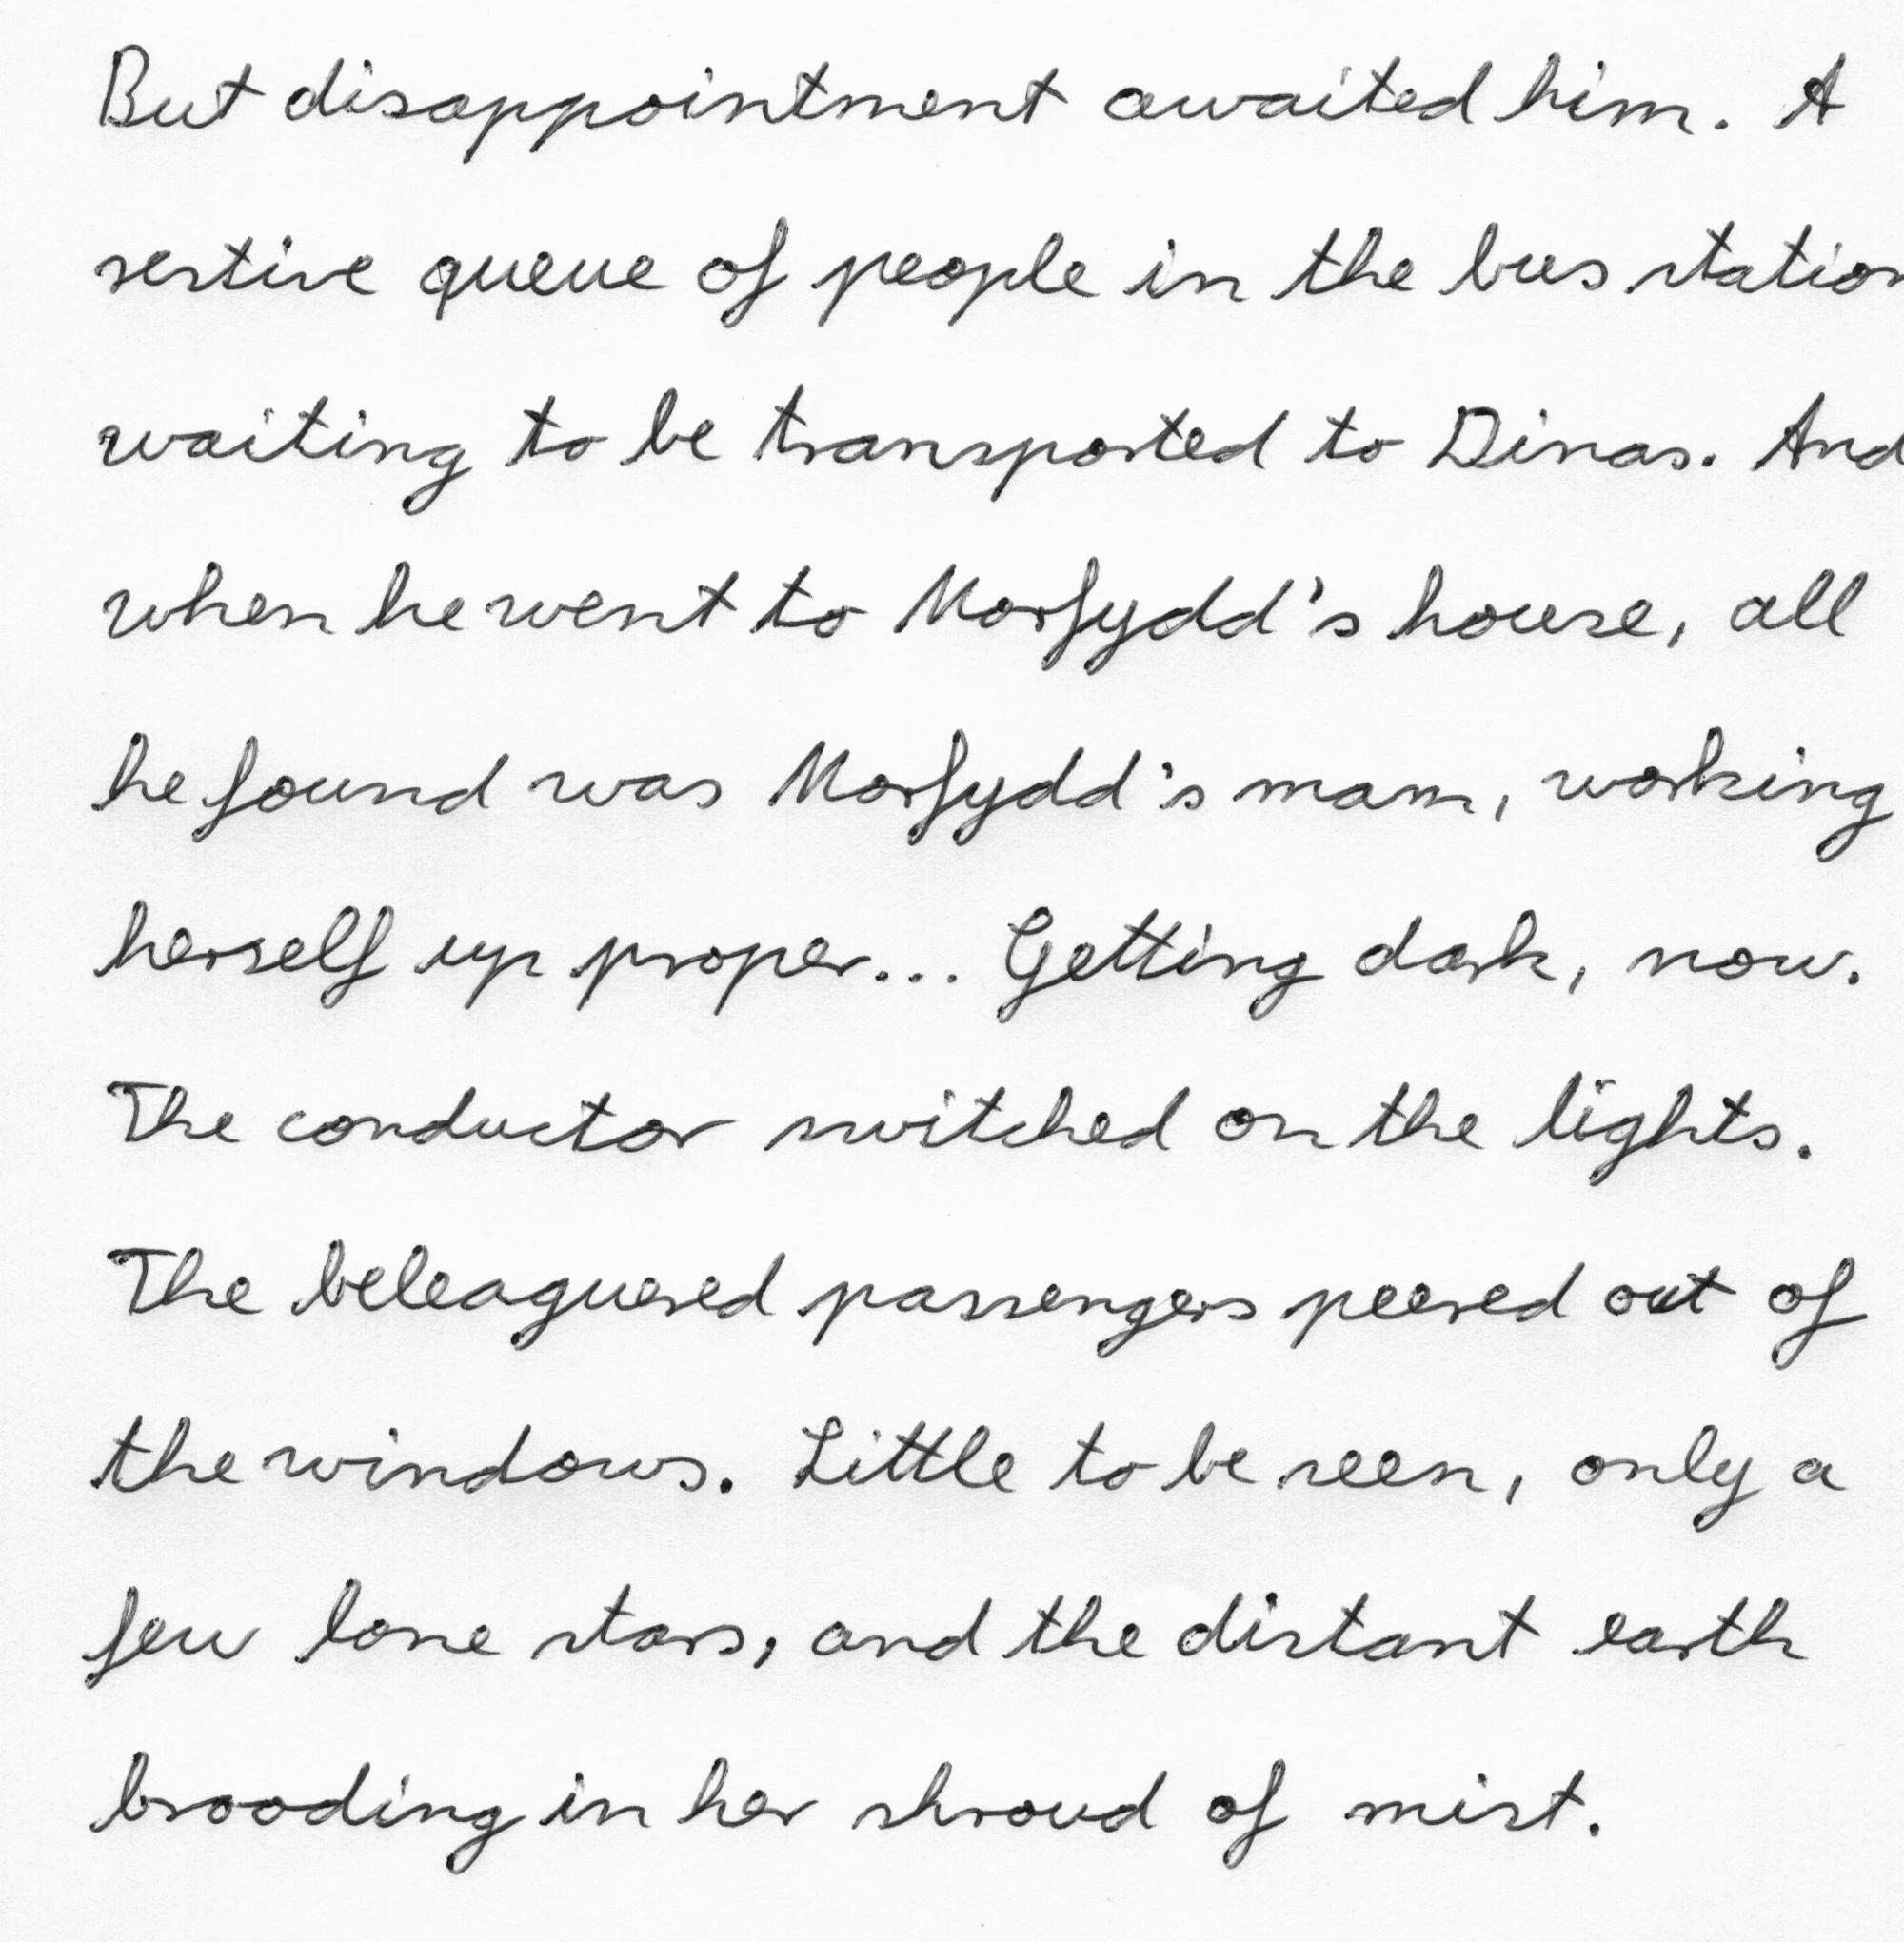 But disappointment awaited him. A
restive queue of people in the bus station
waiting to be transported to Dinas. And
when he went to Morfydd's house, all
he found was Morfydd's mam, working
herself up proper... Getting dark, now.
The conductor switched on the lights.
The beleaguered passengers peered out of
the windows. Little to be seen, only a
few lone stars, and the distant earth
brooding in her shroud of mist.